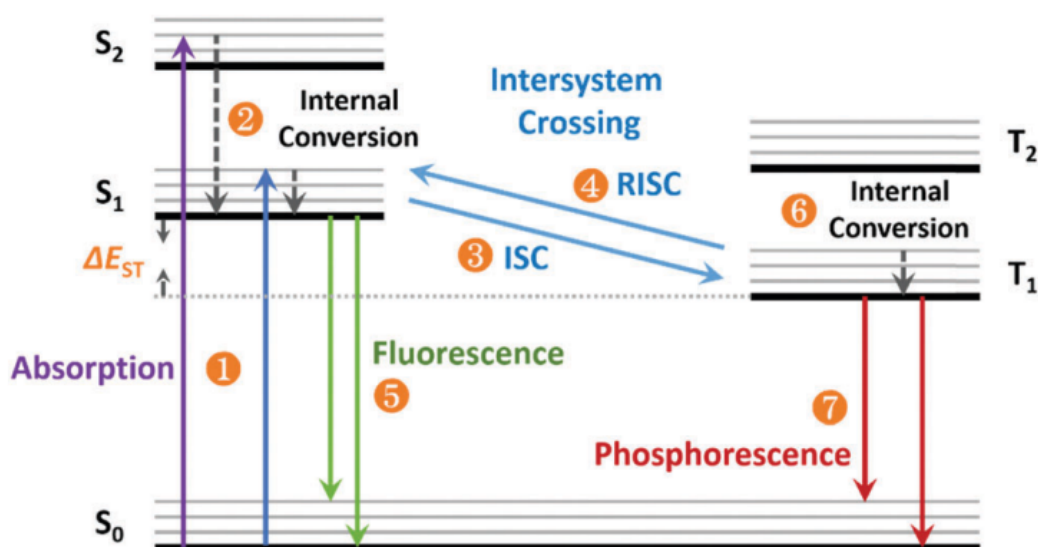 S2
Internal
Conversion
2
Intersystem
Crossing
T2
S1
4 RISC
6 Internal
Conversion
3 ISC
ΔEST
T1
Absorption
1
Fluorescence
5
7
Phosphorescence
S0